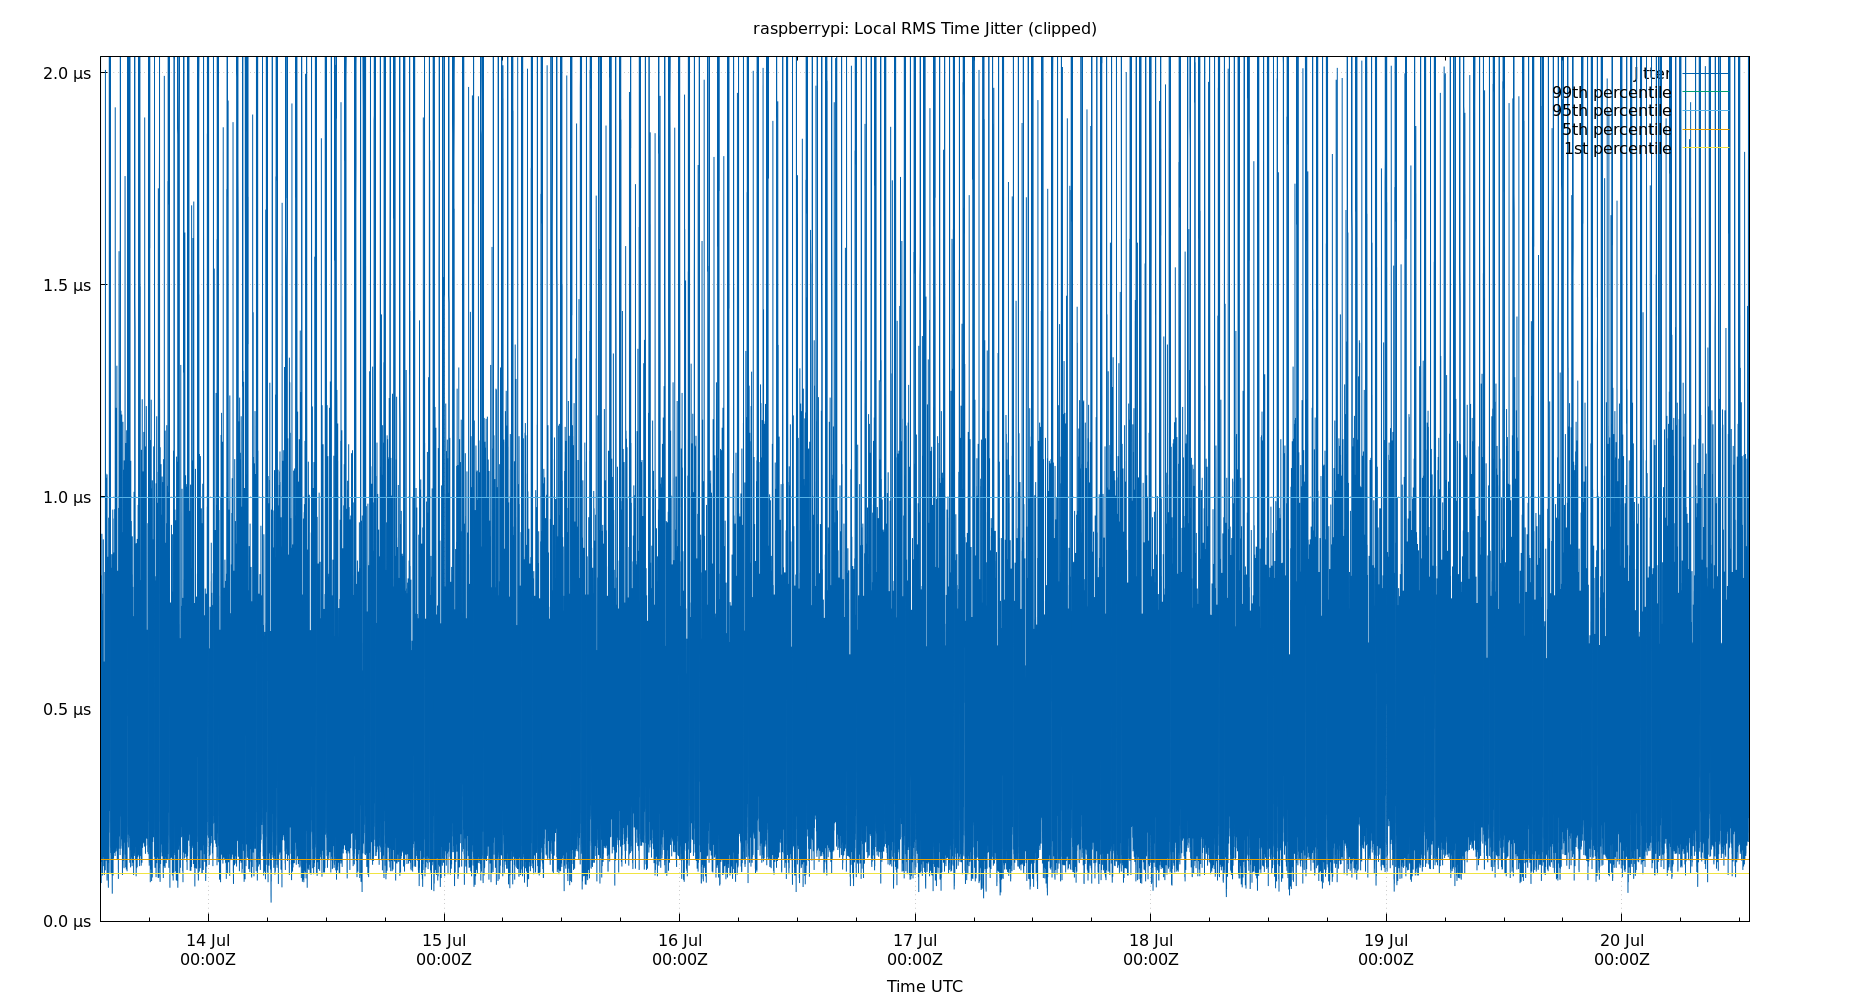 raspberrypi: Local RMS Time Jitter (clipped)
2.0 µs
1.5 µs
1.0 µs
0.5 µs
0.0 µs
Jitter
99th percentile
95th percentile
5th percentile
1st percentile
14 Jul
00:00Z
15 Jul
00:00Z
16 Jul
00:00Z
17 Jul
00:00Z
18 Jul
00:00Z
19 Jul
00:00Z
20 Jul
00:00Z
Time UTC